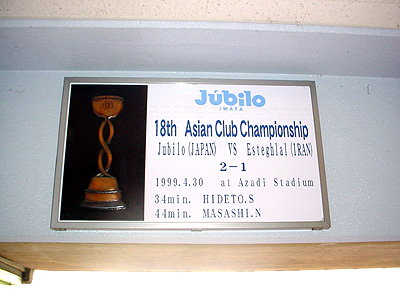 Júbilo
IWATA
18th Asian Club Championship
Jubilo(JAPAN) VS Esteghlal(IRAN)
2-1
1999.4.30 at Azadi Stadium
34min. HIDETO.S
44min. MASASHI.N